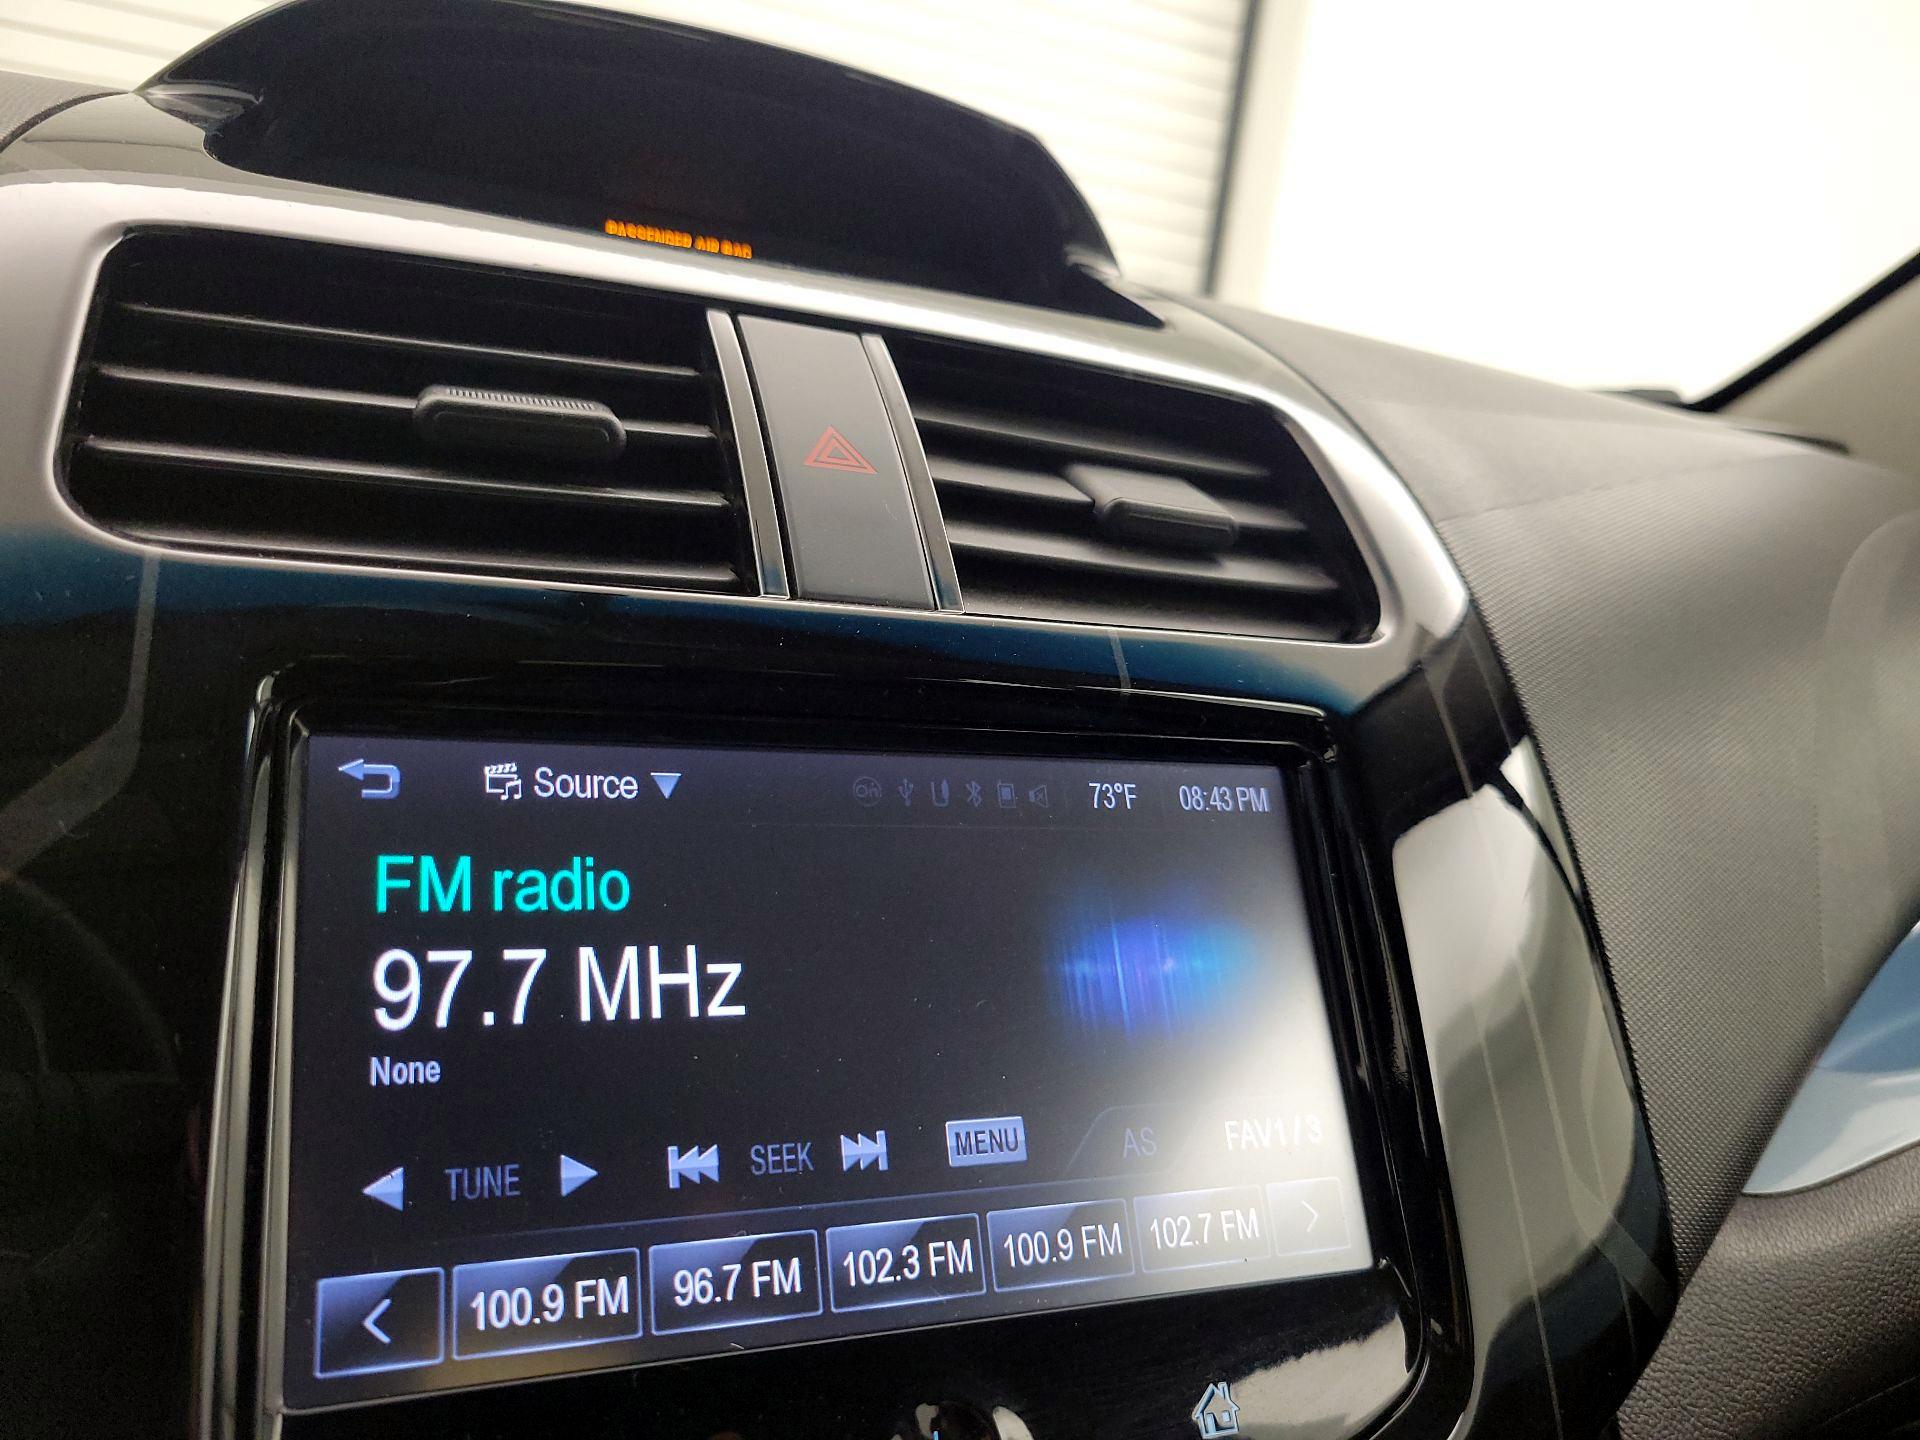 PASSENGER AIR BAG
Source 73°F 08:43 PM
FM radio
97.7 MHz
None
TUNE SEEK MENU AS FAV1/3
< 100.9 FM 96.7 FM 102.3 FM 100.9 FM 102.7 FM >